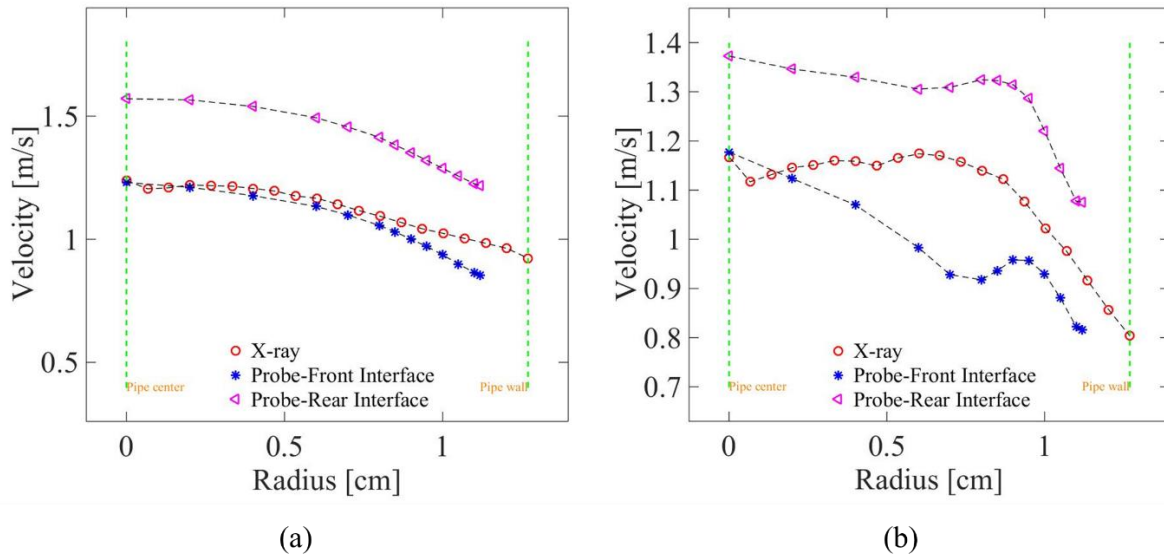 Velocity [m/s]
1.5
1
0.5
X-ray
Probe-Front Interface
Probe-Rear Interface
Pipe center
Pipe wall
0
0.5
1
Radius [cm]
(a)
Velocity [m/s]
1.4
1.3
1.2
1.1
1
0.9
0.8
0.7
X-ray
Probe-Front Interface
Probe-Rear Interface
Pipe center
Pipe wall
0
0.5
1
Radius [cm]
(b)